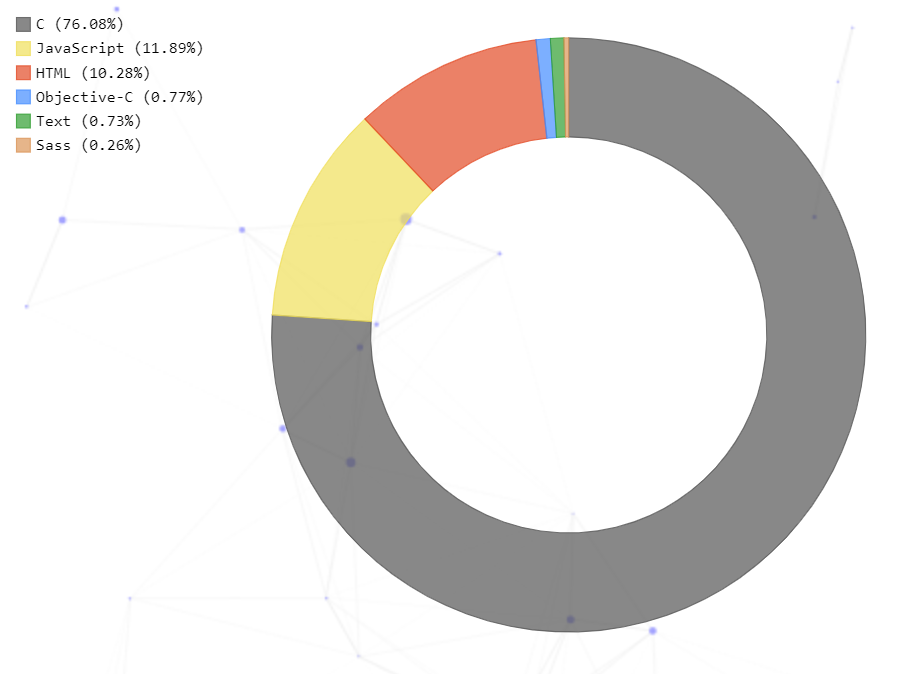 C (76.08%)
JavaScript (11.89%)
HTML (10.28%)
Objective-C (0.77%)
Text (0.73%)
Sass (0.26%)